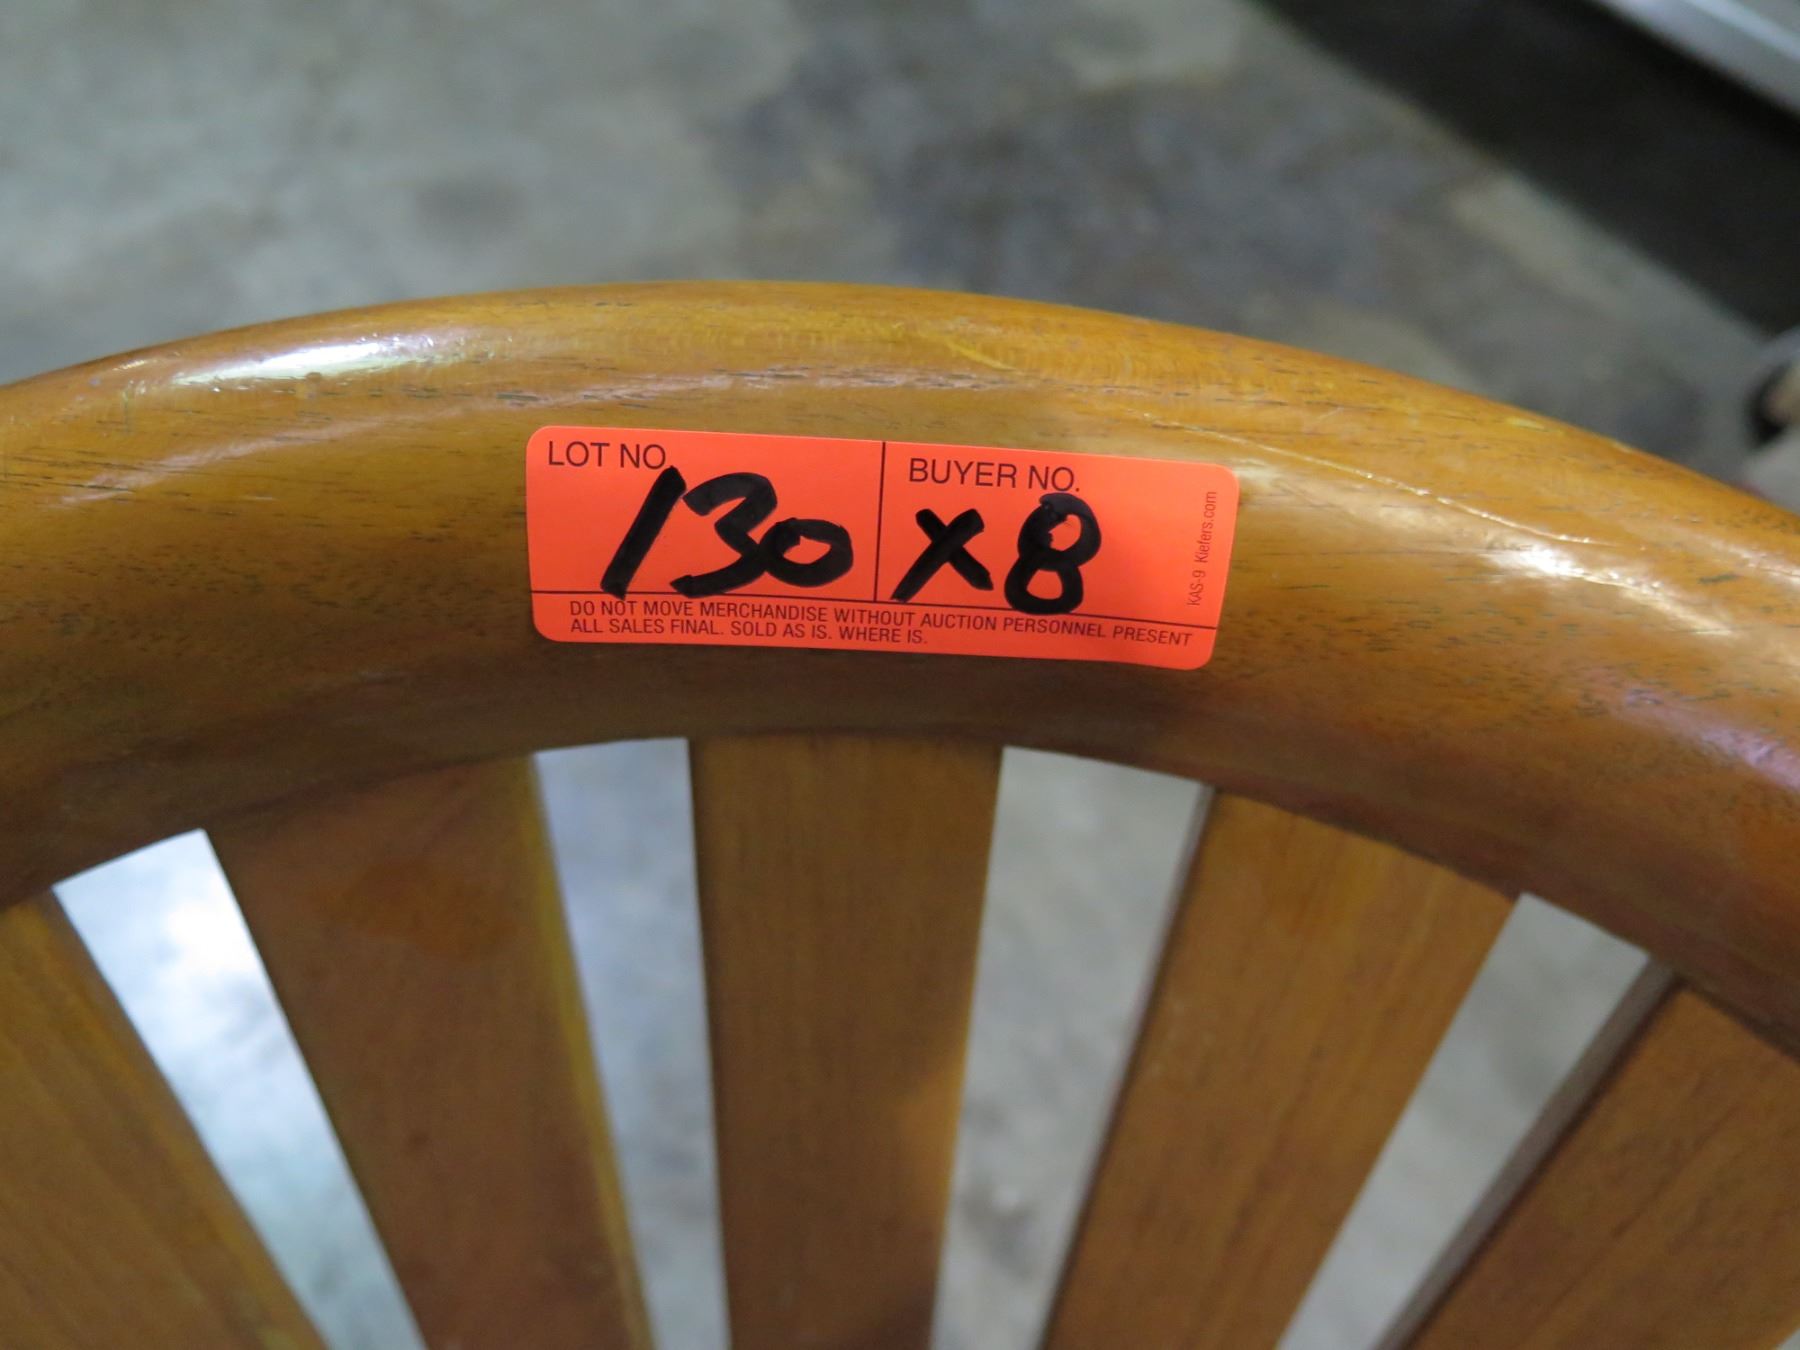 LOT NO.
130
BUYER NO.
x8
DO NOT MOVE MERCHANDISE WITHOUT AUCTION PERSONNEL PRESENT
ALL SALES FINAL. SOLD AS IS. WHERE IS.
KAS-9 Kiefers.com